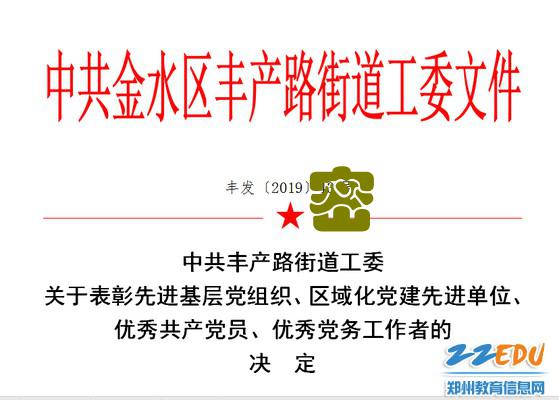 中共金水区丰产路街道工委文件
丰发〔2019〕
中共丰产路街道工委
关于表彰先进基层党组织、区域化党建先进单位、
优秀共产党员、优秀党务工作者的
决 定
ZZEDU
郑州教育信息网